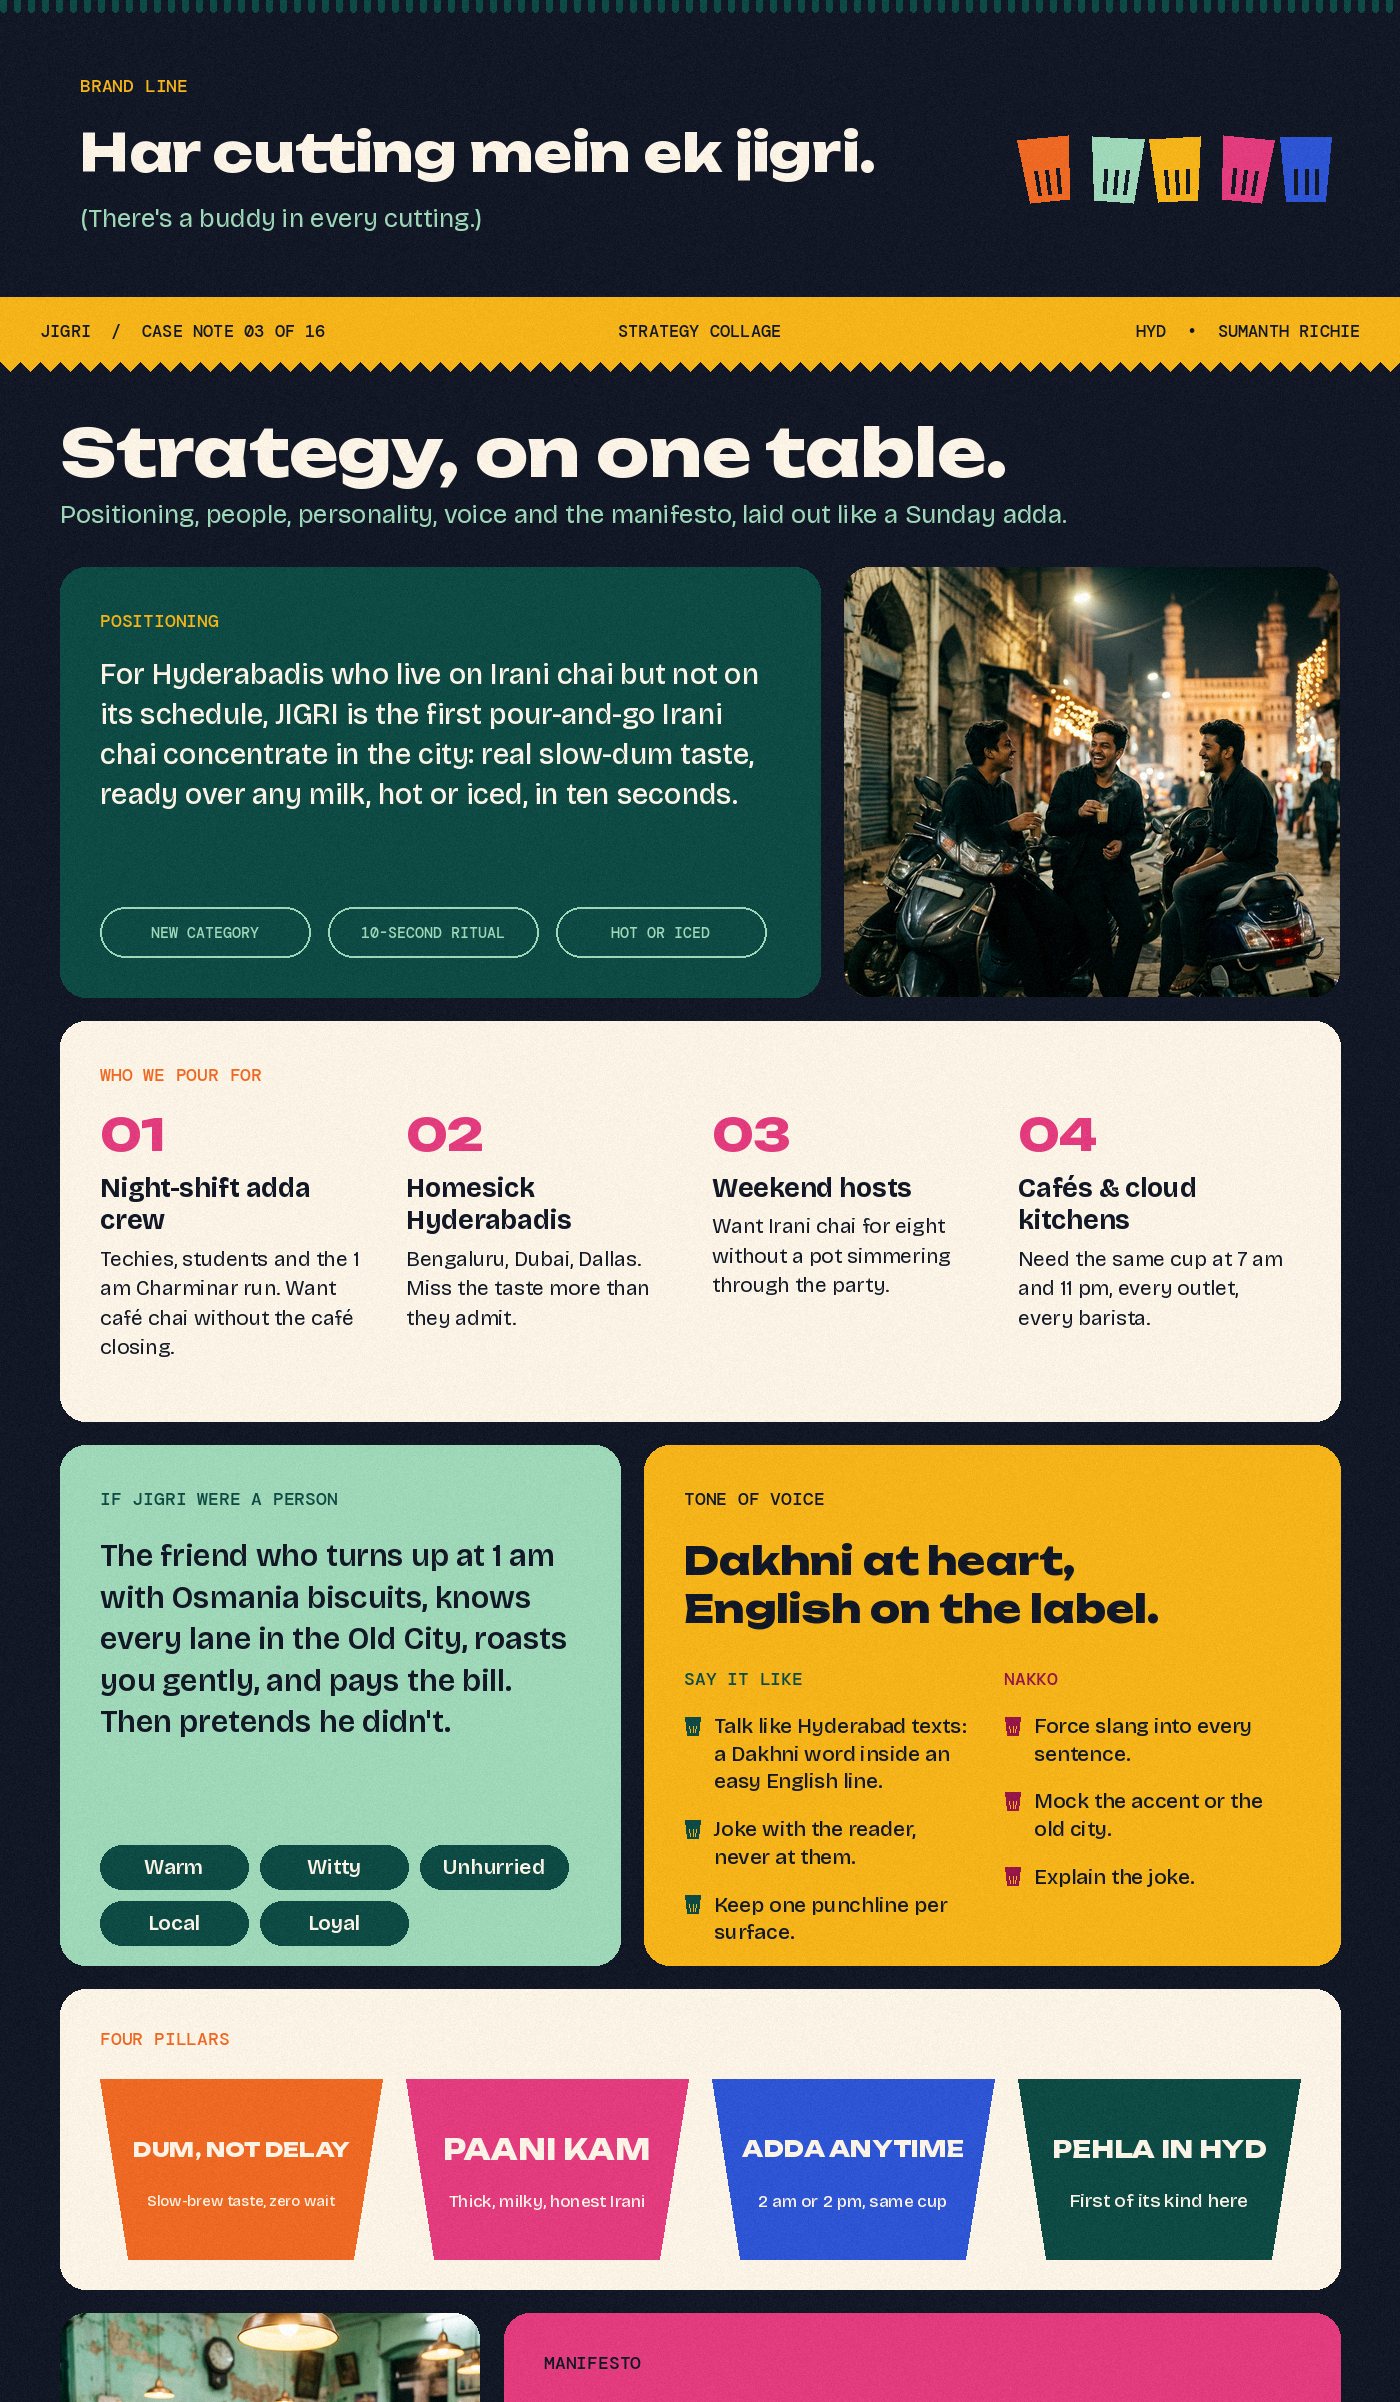 BRAND LINE
Har cutting mein ek jigri.
(There's a buddy in every cutting.)
JIGRI / CASE NOTE 03 OF 16
STRATEGY COLLAGE
HYD • SUMANTH RICHIE
Strategy, on one table.
Positioning, people, personality, voice and the manifesto, laid out like a Sunday adda.
POSITIONING
For Hyderabadis who live on Irani chai but not on
its schedule, JIGRI is the first pour-and-go Irani
chai concentrate in the city: real slow-dum taste,
ready over any milk, hot or iced, in ten seconds.
NEW CATEGORY
10-SECOND RITUAL
HOT OR ICED
WHO WE POUR FOR
01
Night-shift adda
crew
Techies, students and the 1
am Charminar run. Want
café chai without the café
closing.
02
Homesick
Hyderabadis
Bengaluru, Dubai, Dallas.
Miss the taste more than
they admit.
03
Weekend hosts
Want Irani chai for eight
without a pot simmering
through the party.
04
Cafés & cloud
kitchens
Need the same cup at 7 am
and 11 pm, every outlet,
every barista.
IF JIGRI WERE A PERSON
The friend who turns up at 1 am
with Osmania biscuits, knows
every lane in the Old City, roasts
you gently, and pays the bill.
Then pretends he didn't.
Warm
Witty
Unhurried
Local
Loyal
TONE OF VOICE
Dakhni at heart,
English on the label.
SAY IT LIKE
Talk like Hyderabad texts:
a Dakhni word inside an
easy English line.
Joke with the reader,
never at them.
Keep one punchline per
surface.
NAKKO
Force slang into every
sentence.
Mock the accent or the
old city.
Explain the joke.
FOUR PILLARS
DUM, NOT DELAY
Slow-brew taste, zero wait
PAANI KAM
Thick, milky, honest Irani
ADDA ANYTIME
2 am or 2 pm, same cup
PEHLA IN HYD
First of its kind here
MANIFESTO